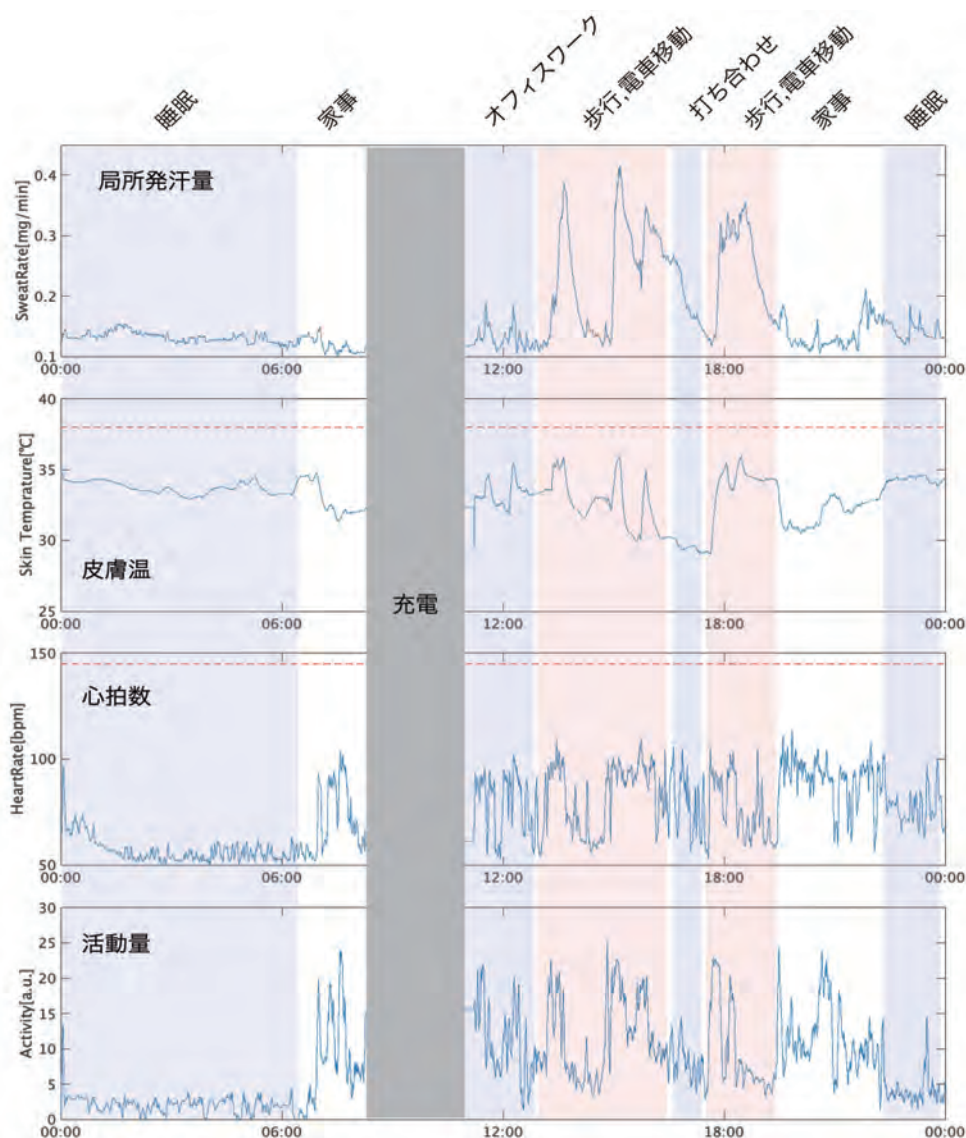 睡眠
家事
オフィスワーク
歩行,電車移動
打ち合わせ
歩行,電車移動
家事
睡眠
局所発汗量
SweatRate[mg/min]
0.4
0.3
0.2
0.1
00:00 06:00 12:00 18:00 00:00
皮膚温
Skin Temprature[℃]
40
35
30
25
00:00 06:00 12:00 18:00 00:00
充電
心拍数
HeartRate[bpm]
150
100
50
00:00 06:00 12:00 18:00 00:00
活動量
Activity[a.u.]
30
25
20
15
10
5
0
00:00 06:00 12:00 18:00 00:00